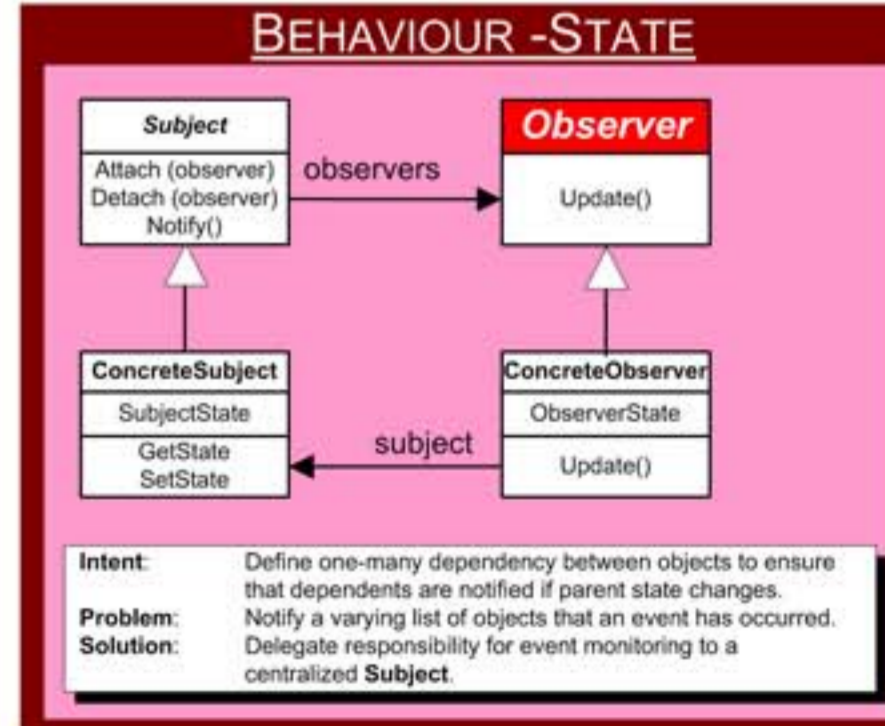 BEHAVIOUR -STATE
Subject
Attach (observer)
Detach (observer)
Notify()
observers
Observer
Update()
ConcreteSubject
SubjectState
GetState
SetState
subject
ConcreteObserver
ObserverState
Update()
Intent: Define one-many dependency between objects to ensure
that dependents are notified if parent state changes.
Problem: Notify a varying list of objects that an event has occurred.
Solution: Delegate responsibility for event monitoring to a
centralized Subject.